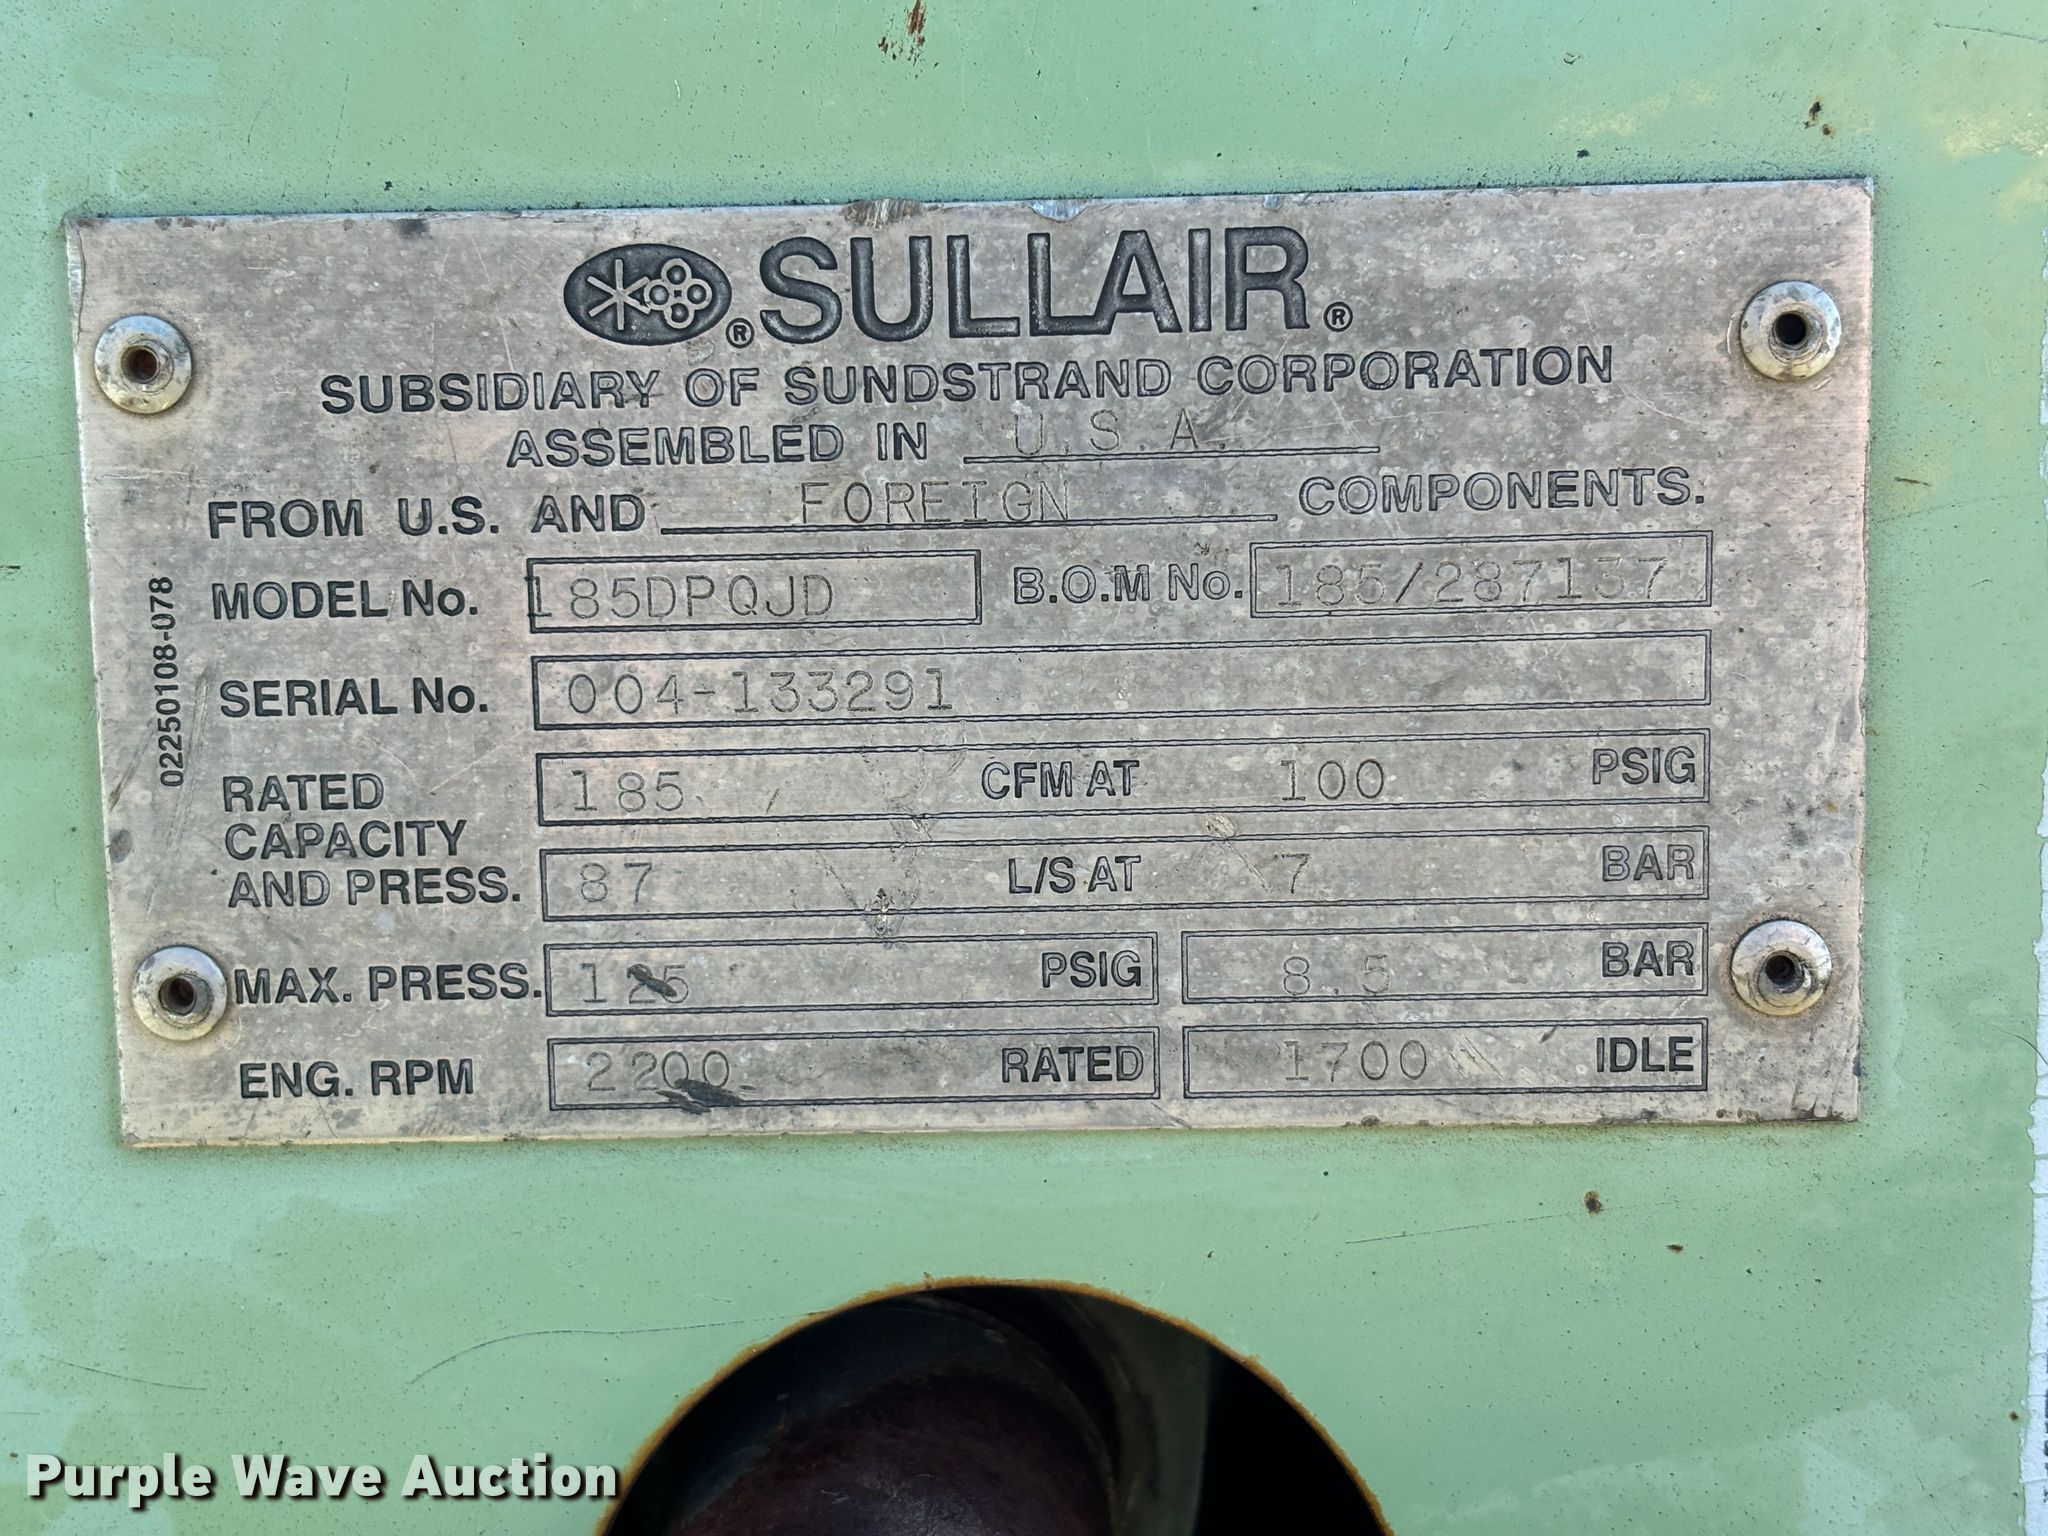 ® SULLAIR®
SUBSIDIARY OF SUNDSTRAND CORPORATION
ASSEMBLED IN U.S.A.
FROM U.S. AND FOREIGN COMPONENTS.
MODEL No. 185DPQJD B.O.M No. 185/287137
SERIAL No. 004-133291
RATED CAPACITY AND PRESS.
185 CFM AT 100 PSIG
87 L/S AT 7 BAR
MAX. PRESS. 125 PSIG 8.5 BAR
ENG. RPM 2200 RATED 1700 IDLE
02250108-078
Purple Wave Auction